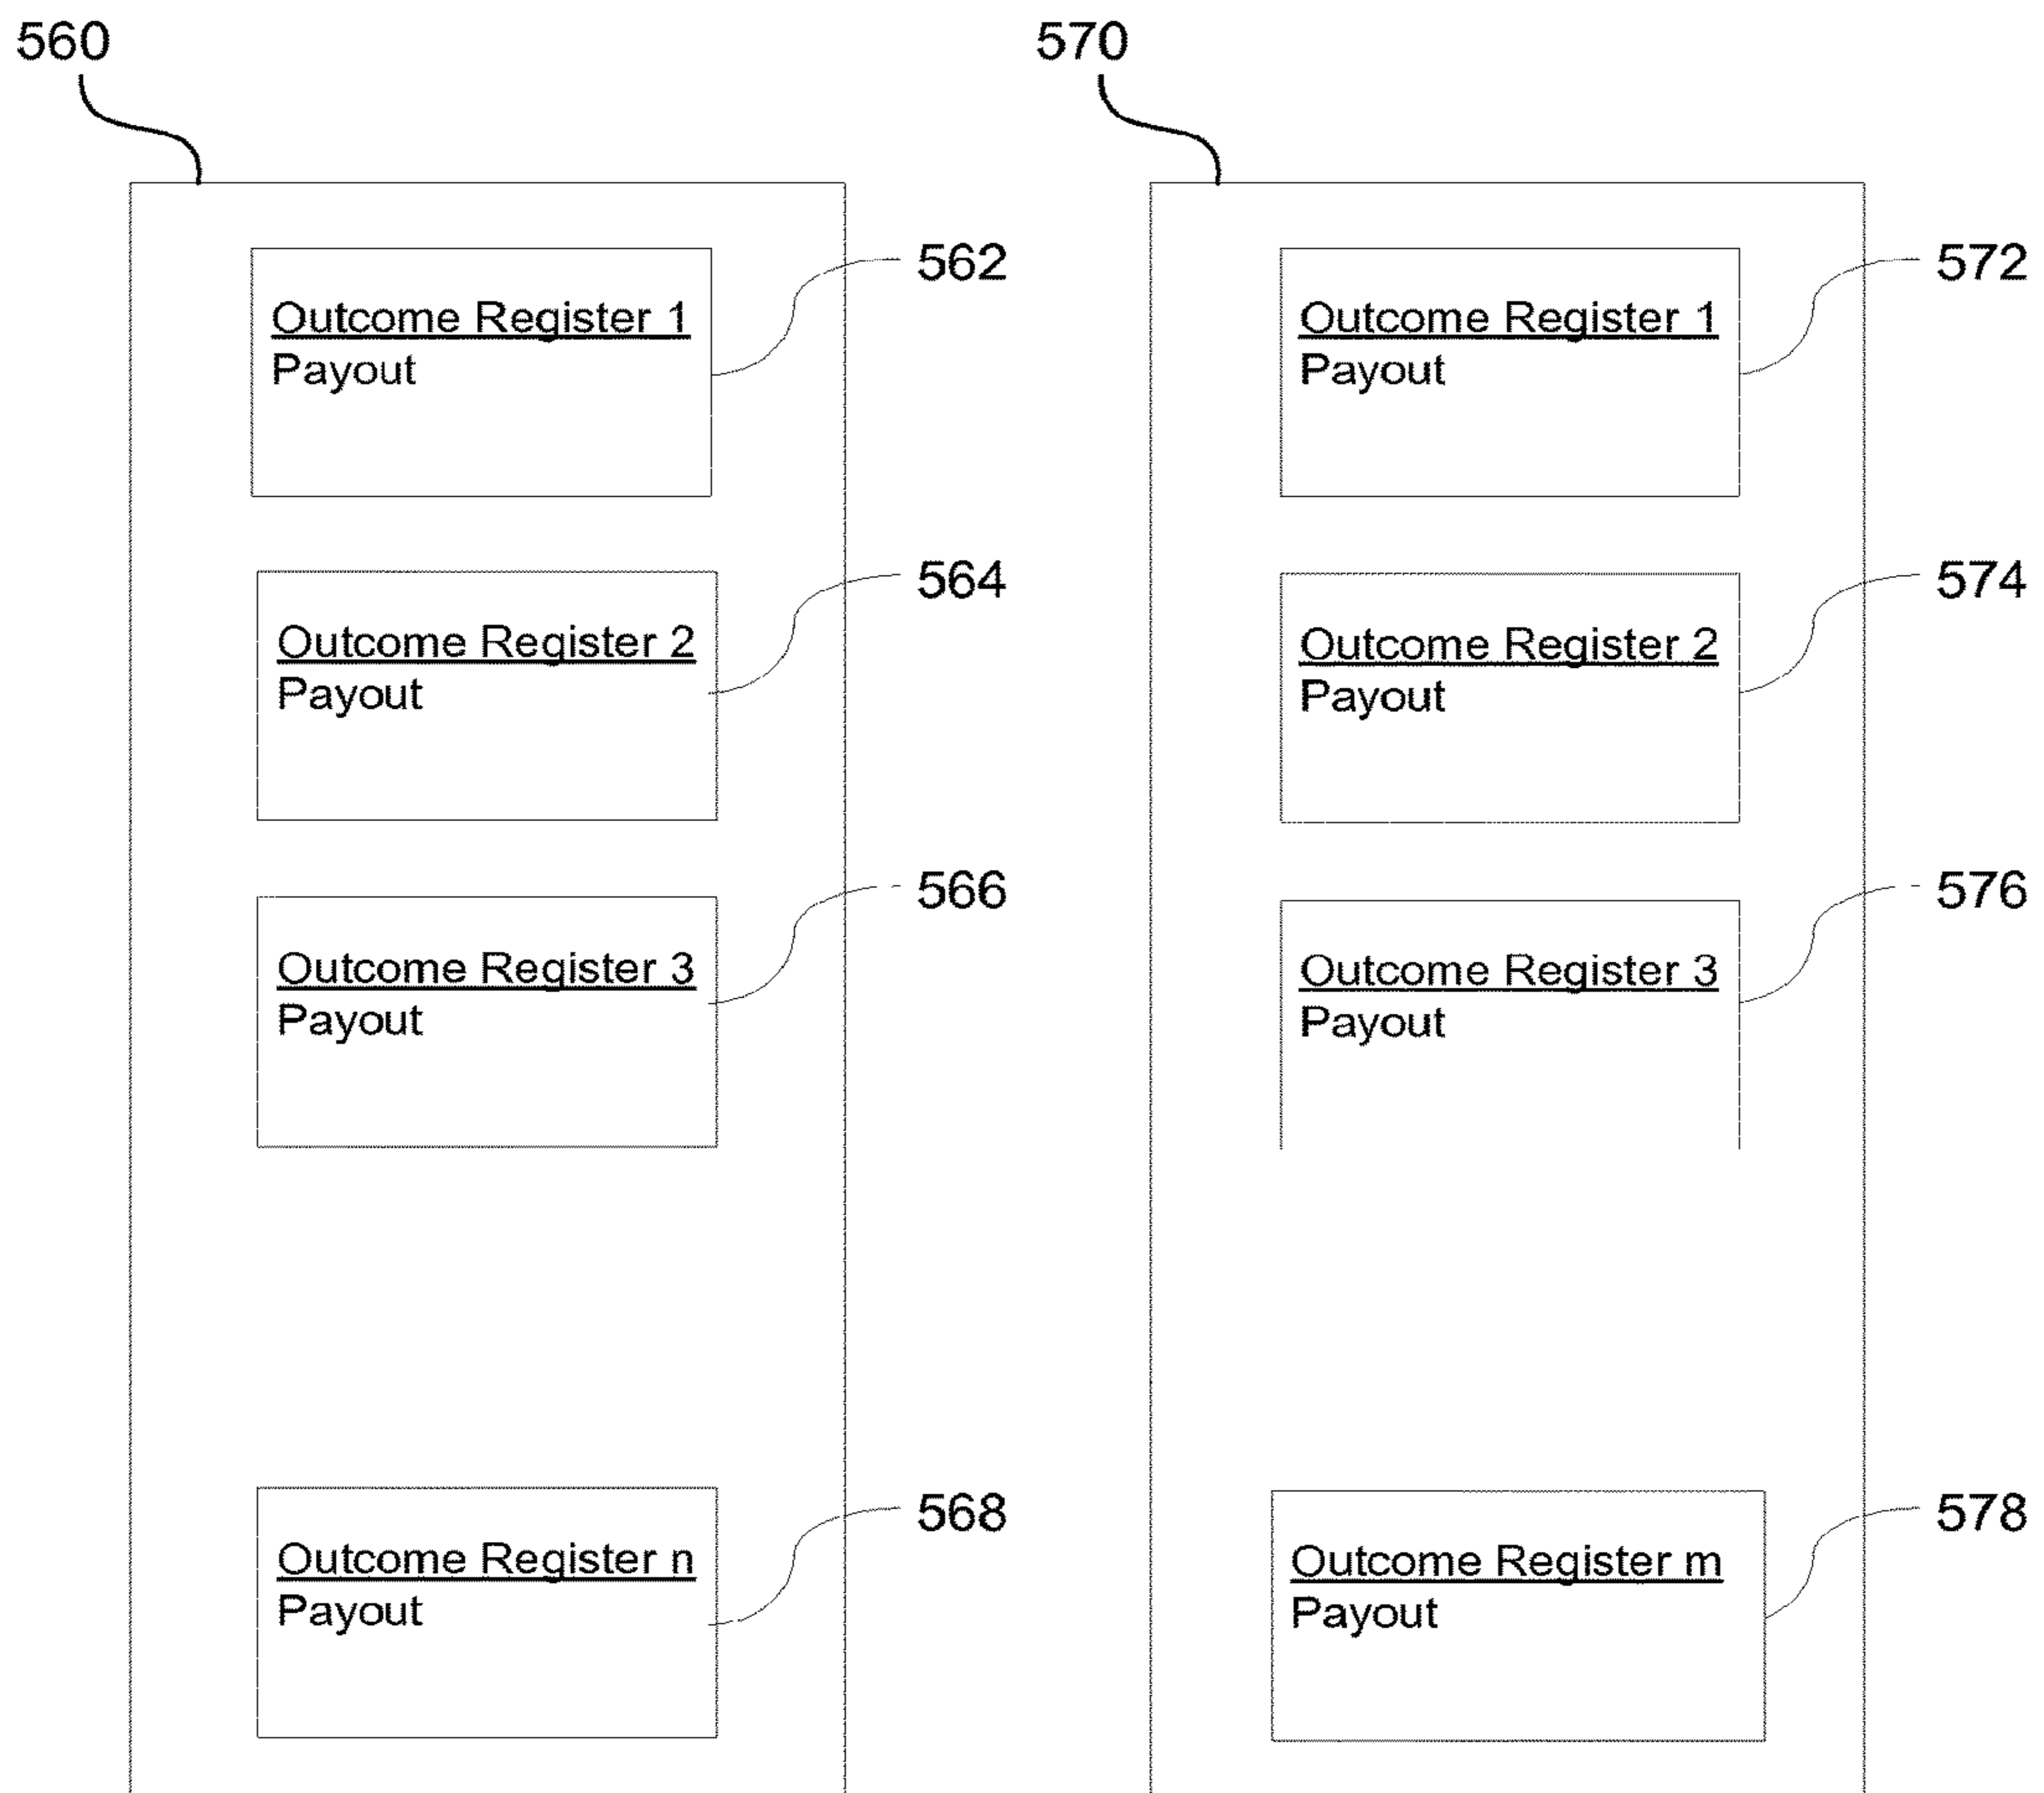 560
570
562
Outcome Register 1
Payout
572
Outcome Register 1
Payout
564
Outcome Register 2
Payout
574
Outcome Register 2
Payout
566
Outcome Register 3
Payout
576
Outcome Register 3
Payout
568
Outcome Register n
Payout
578
Outcome Register m
Payout